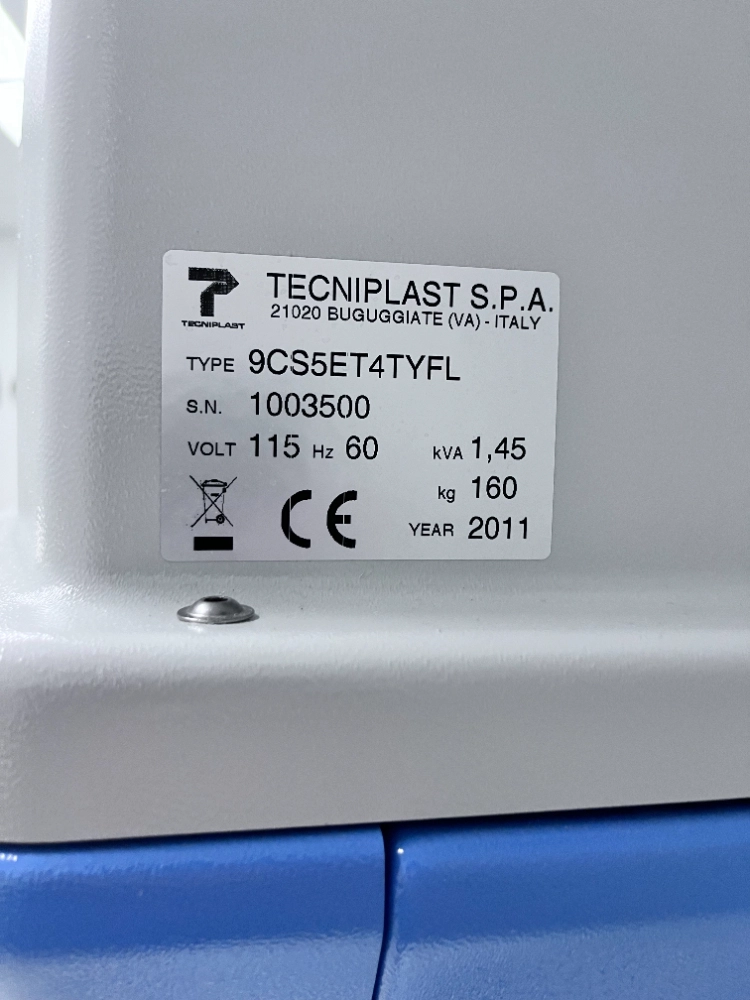 TECNIPLAST S.P.A.
21020 BUGUGGIATE (VA) - ITALY
TECNIPLAST
TYPE 9CS5ET4TYFL
S.N. 1003500
VOLT 115 Hz 60 kVA 1,45
kg 160
CE YEAR 2011